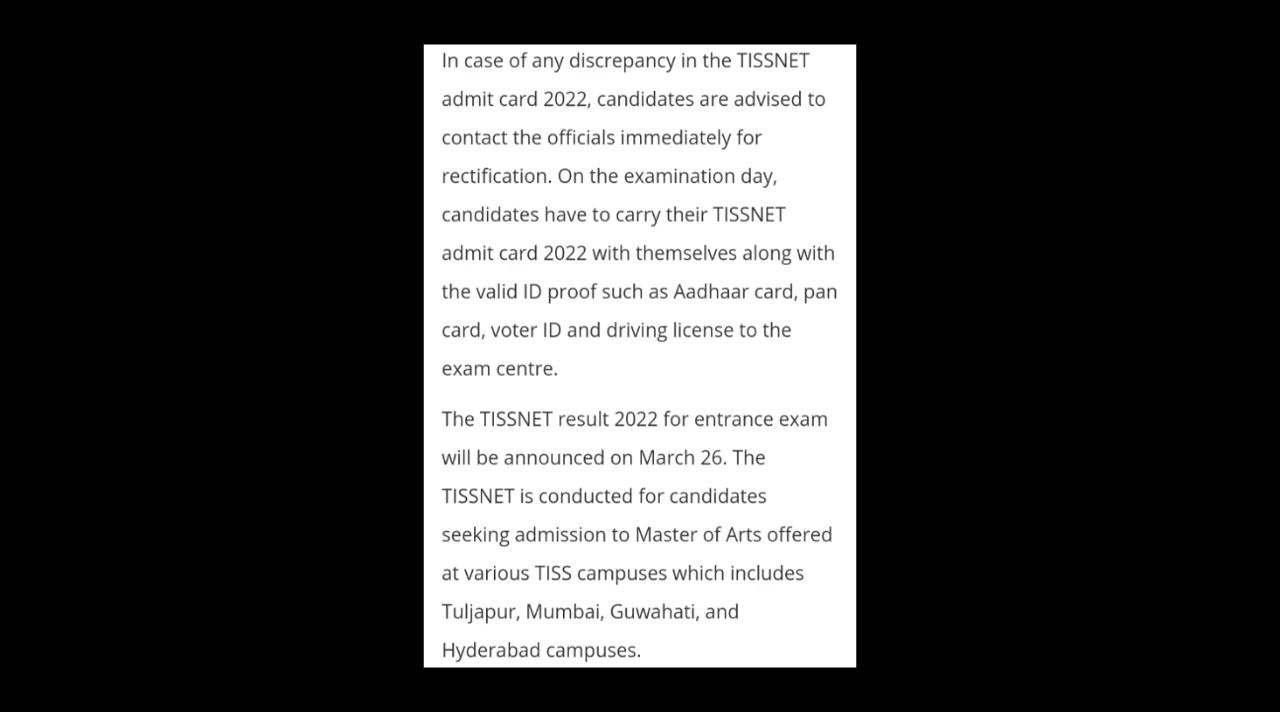 In case of any discrepancy in the TISSNET
admit card 2022, candidates are advised to
contact the officials immediately for
rectification. On the examination day,
candidates have to carry their TISSNET
admit card 2022 with themselves along with
the valid ID proof such as Aadhaar card, pan
card, voter ID and driving license to the
exam centre.
The TISSNET result 2022 for entrance exam
will be announced on March 26. The
TISSNET is conducted for candidates
seeking admission to Master of Arts offered
at various TISS campuses which includes
Tuljapur, Mumbai, Guwahati, and
Hyderabad campuses.